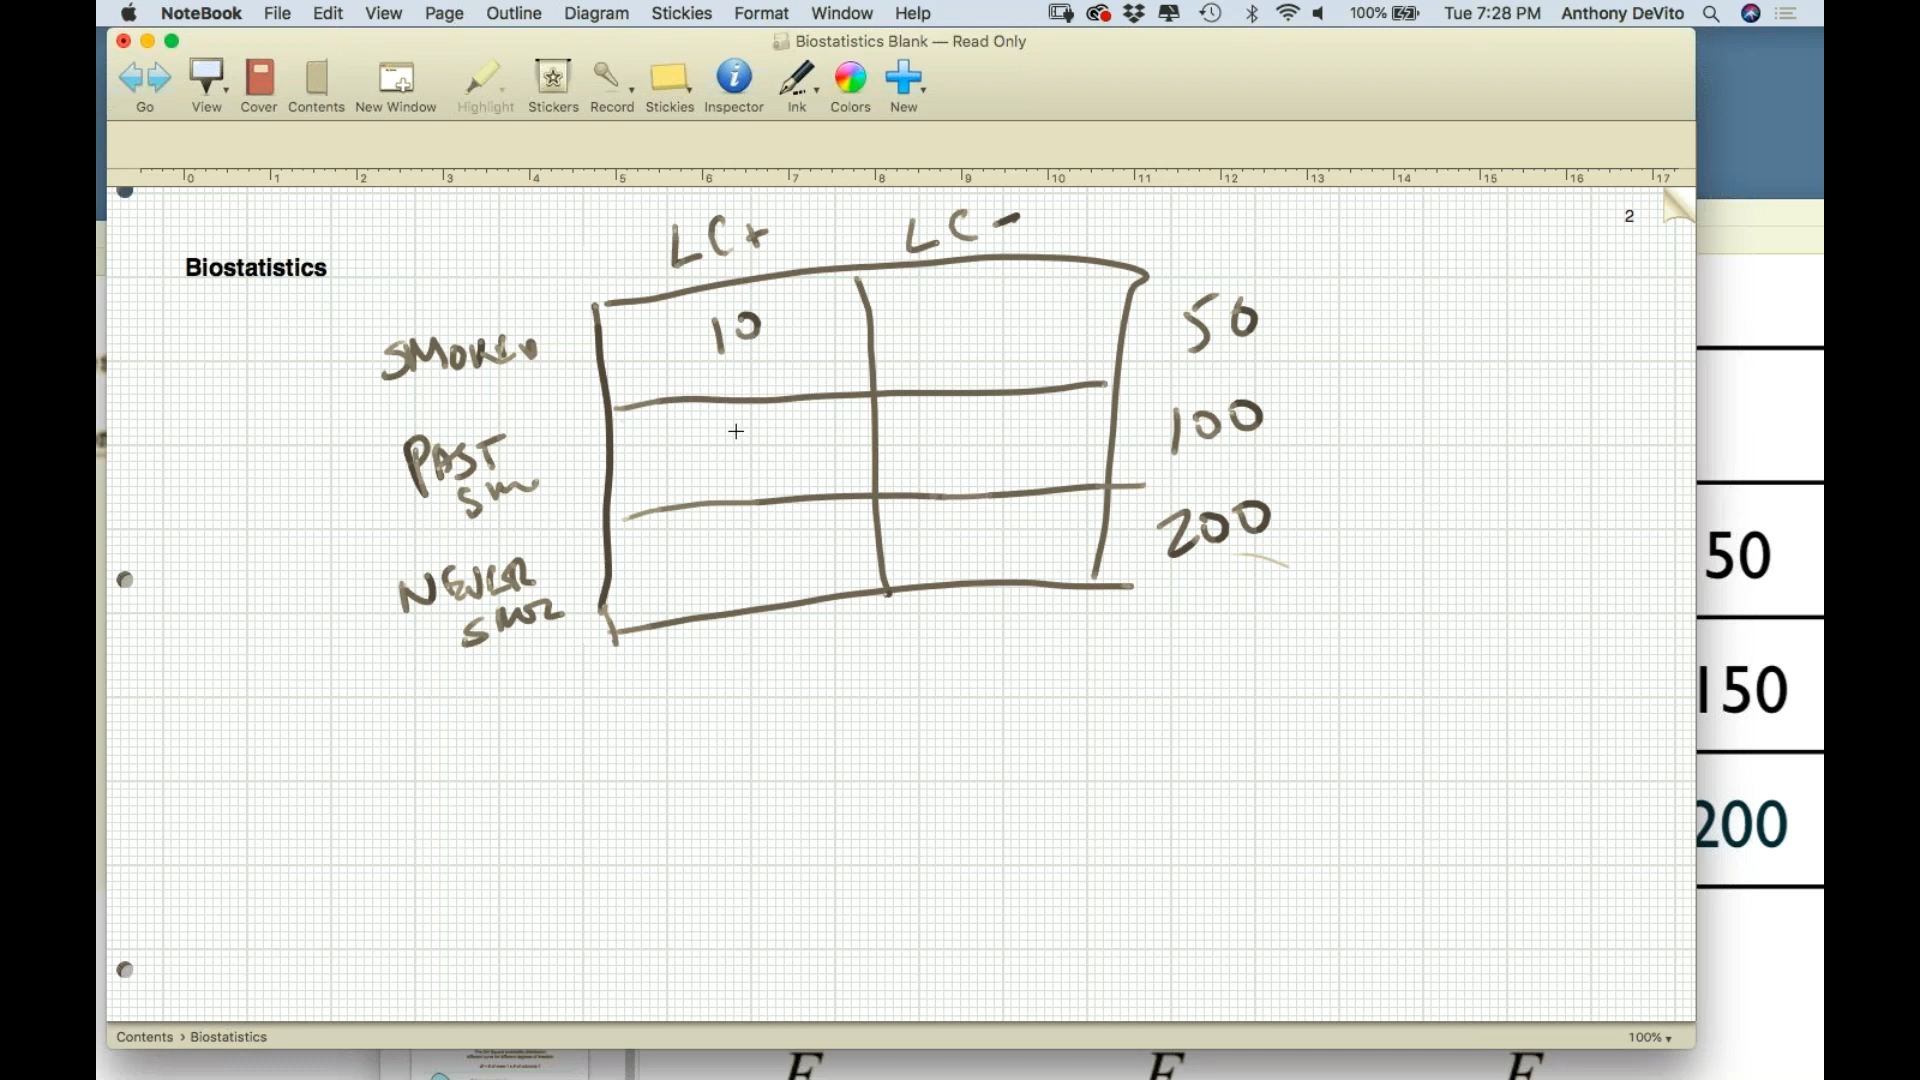 NoteBook File Edit View Page Outline Diagram Stickies Format Window Help 100% Tue 7:28 PM Anthony DeVito
Biostatistics Blank — Read Only
Go View Cover Contents New Window Highlight Stickers Record Stickies Inspector Ink Colors New
0 1 2 3 4 5 6 7 8 9 10 11 12 13 14 15 16 17
2
LC+ LC-
Biostatistics
SMOKER 10 50
PAST 100
SM
NEVER 200
50
150
200
Contents › Biostatistics 100%
F F F